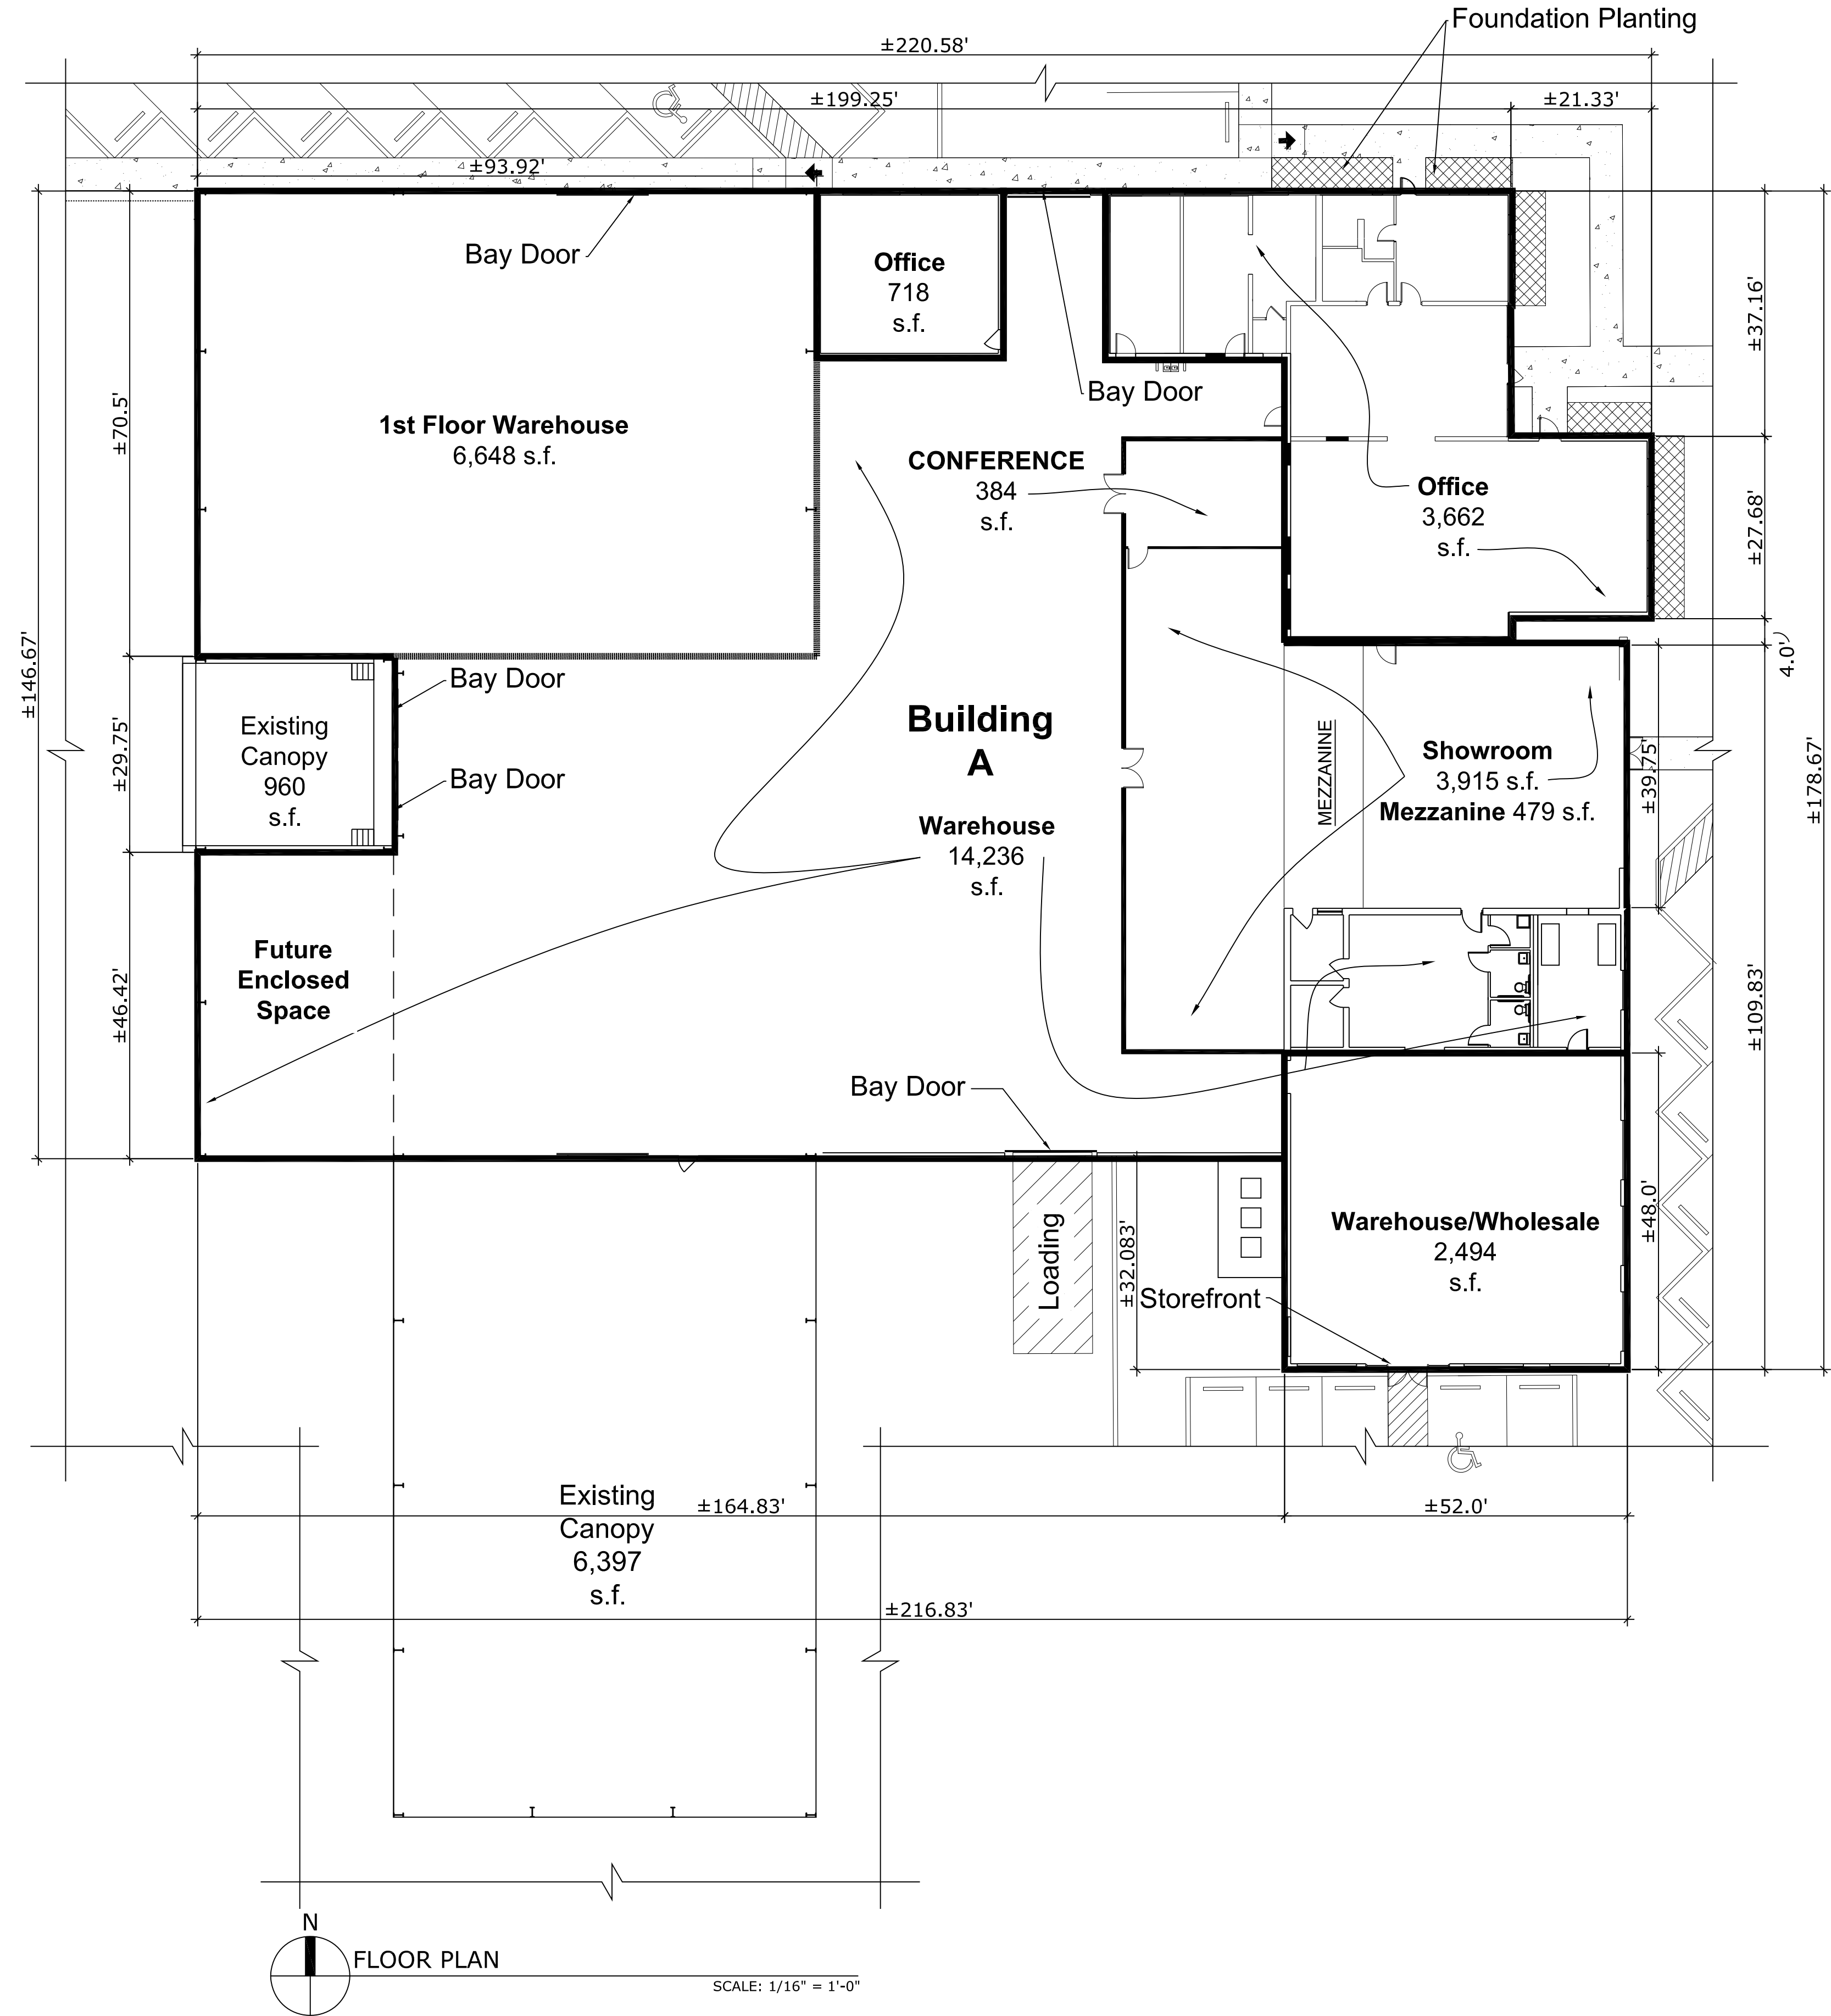 Foundation Planting
±220.58'
±199.25'
±21.33'
±93.92'
Bay Door
Office
718
s.f.
±37.16'
Bay Door
±70.5'
1st Floor Warehouse
6,648 s.f.
CONFERENCE
384
s.f.
Office
3,662
s.f.
±27.68'
±146.67'
4.0'
Bay Door
Existing
Canopy
960
s.f.
±29.75'
Bay Door
Building
A
MEZZANINE
Showroom
3,915 s.f.
Mezzanine 479 s.f.
±39.75'
±178.67'
Warehouse
14,236
s.f.
Future
Enclosed
Space
±46.42'
±109.83'
Bay Door
Loading
±32.083'
Warehouse/Wholesale
2,494
s.f.
±48.0'
Storefront
Existing
Canopy
6,397
s.f.
±164.83'
±52.0'
±216.83'
N
FLOOR PLAN
SCALE: 1/16" = 1'-0"